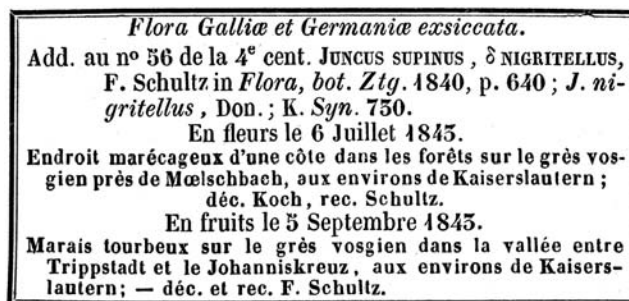 Flora Galliæ et Germaniæ exsiccata.
Add. au nº 56 de la 4e cent. JUNCUS SUPINUS, δ NIGRITELLUS,
F. Schultz in Flora, bot. Ztg. 1840, p. 640; J. ni-
gritellus, Don.; K. Syn. 730.
En fleurs le 6 Juillet 1843.
Endroit marécageux d'une côte dans les forêts sur le grès vos-
gien près de Mœlschbach, aux environs de Kaiserslautern;
déc. Koch, rec. Schultz.
En fruits le 5 Septembre 1843.
Marais tourbeux sur le grès vosgien dans la vallée entre
Trippstadt et le Johanniskreuz, aux environs de Kaisers-
lautern; — déc. et rec. F. Schultz.